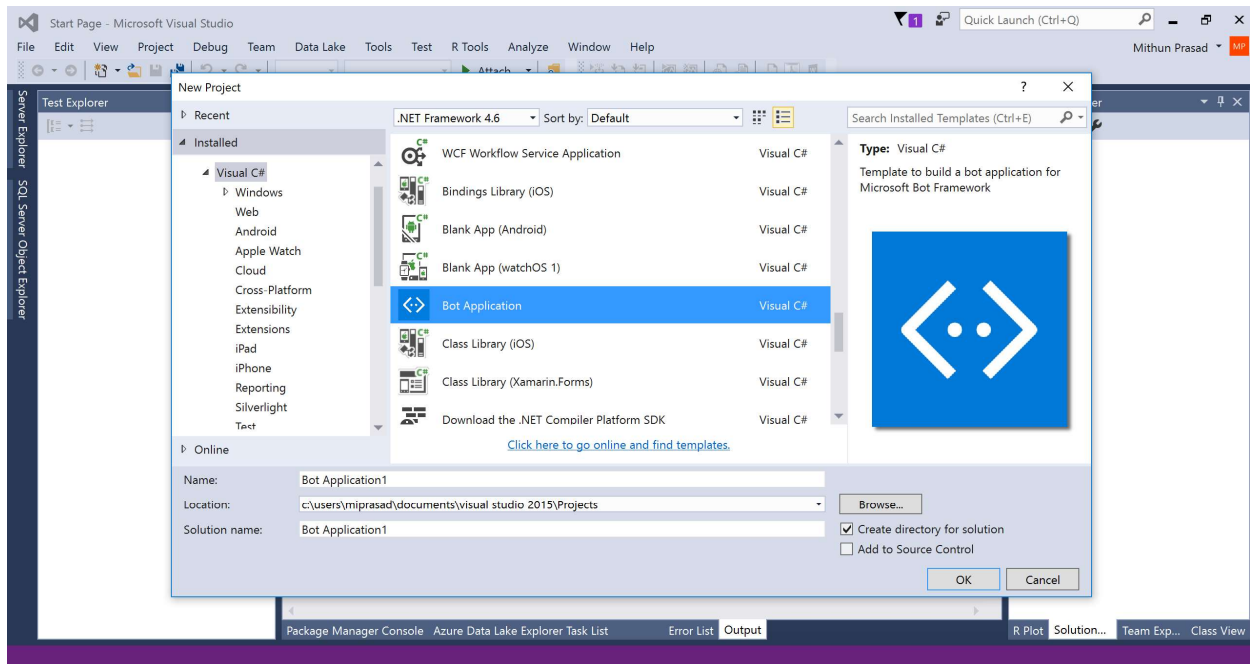 Start Page - Microsoft Visual Studio
1
Quick Launch (Ctrl+Q)
File Edit View Project Debug Team Data Lake Tools Test R Tools Analyze Window Help
Mithun Prasad MP
Attach
Server Explorer
SQL Server Object Explorer
Test Explorer
er
New Project
?
Recent
.NET Framework 4.6
Sort by: Default
Search Installed Templates (Ctrl+E)
Installed
Visual C#
Windows
Web
Android
Apple Watch
Cloud
Cross-Platform
Extensibility
Extensions
iPad
iPhone
Reporting
Silverlight
Test
Online
WCF Workflow Service Application Visual C#
Bindings Library (iOS) Visual C#
Blank App (Android) Visual C#
Blank App (watchOS 1) Visual C#
Bot Application Visual C#
Class Library (iOS) Visual C#
Class Library (Xamarin.Forms) Visual C#
Download the .NET Compiler Platform SDK Visual C#
Click here to go online and find templates.
Type: Visual C#
Template to build a bot application for
Microsoft Bot Framework
Name: Bot Application1
Location: c:\users\miprasad\documents\visual studio 2015\Projects
Browse...
Solution name: Bot Application1
Create directory for solution
Add to Source Control
OK Cancel
Package Manager Console Azure Data Lake Explorer Task List Error List Output
R Plot Solution... Team Exp... Class View